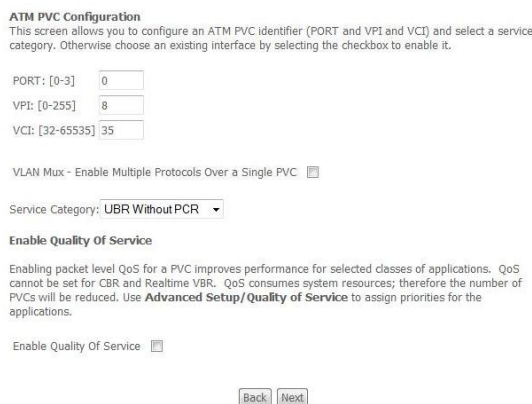 ATM PVC Configuration
This screen allows you to configure an ATM PVC identifier (PORT and VPI and VCI) and select a service
category. Otherwise choose an existing interface by selecting the checkbox to enable it.
PORT: [0-3] 0
VPI: [0-255] 8
VCI: [32-65535] 35
VLAN Mux - Enable Multiple Protocols Over a Single PVC
Service Category: UBR Without PCR
Enable Quality Of Service
Enabling packet level QoS for a PVC improves performance for selected classes of applications. QoS
cannot be set for CBR and Realtime VBR. QoS consumes system resources; therefore the number of
PVCs will be reduced. Use Advanced Setup/Quality of Service to assign priorities for the
applications.
Enable Quality Of Service
Back Next